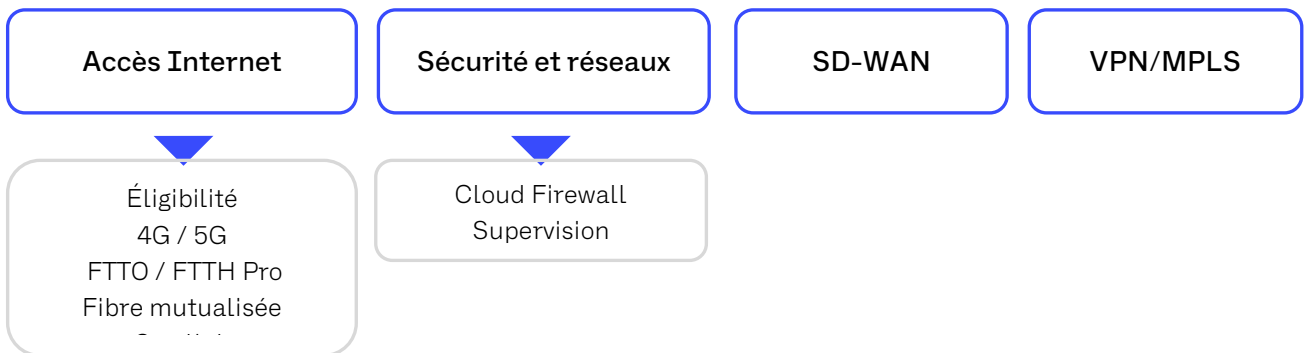 Accès Internet
Sécurité et réseaux
SD-WAN
VPN/MPLS
Éligibilité
4G / 5G
FTTO / FTTH Pro
Fibre mutualisée
Cloud Firewall
Supervision